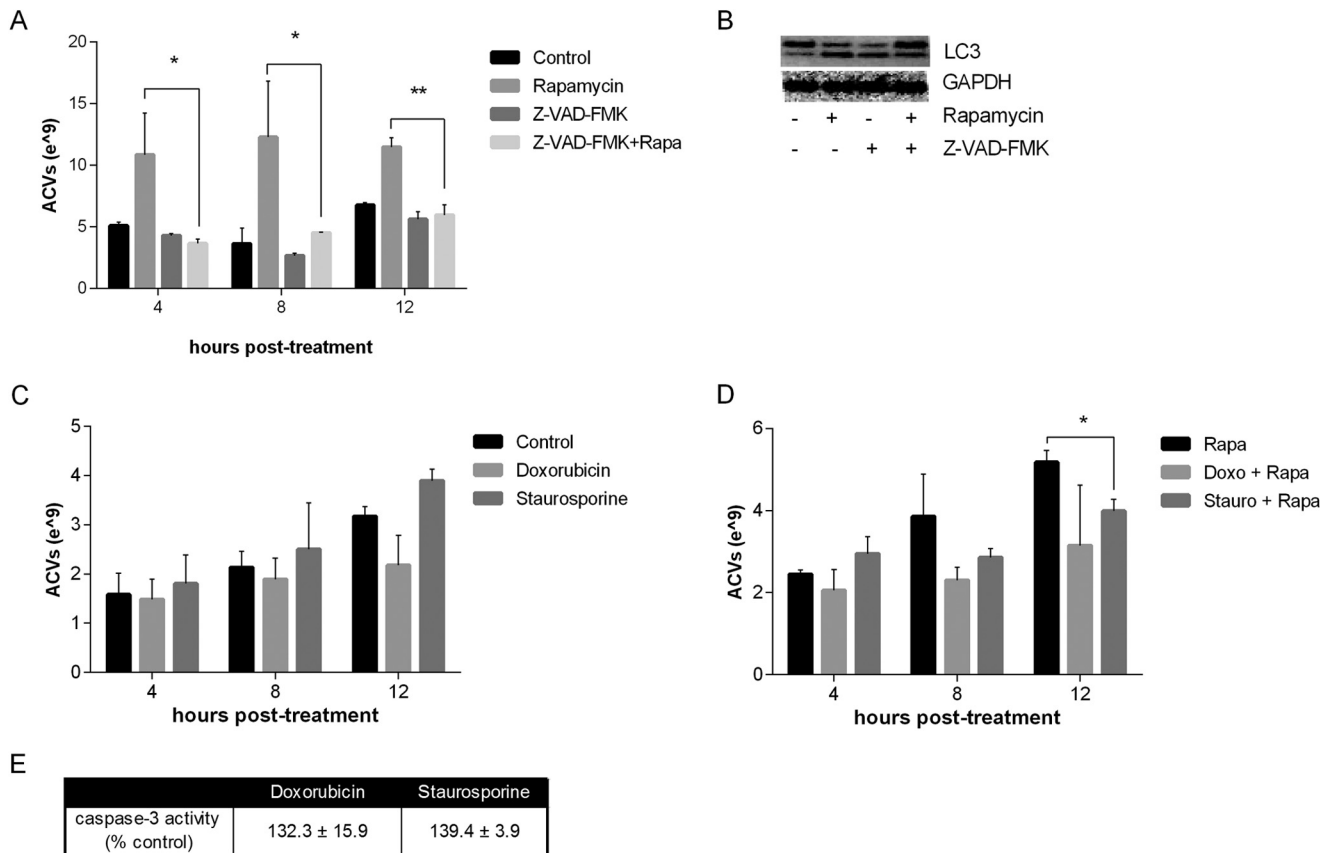 A
20
15
10
5
0
ACVs (e^9)
*
*
**
4 8 12
hours post-treatment
Control
Rapamycin
Z-VAD-FMK
Z-VAD-FMK+Rapa
B
LC3
GAPDH
- + - + Rapamycin
- - + + Z-VAD-FMK
C
5
4
3
2
1
0
ACVs (e^9)
4 8 12
hours post-treatment
Control
Doxorubicin
Staurosporine
D
6
4
2
0
ACVs (e^9)
*
4 8 12
hours post-treatment
Rapa
Doxo + Rapa
Stauro + Rapa
E
Doxorubicin Staurosporine
caspase-3 activity
(% control)
132.3 ± 15.9 139.4 ± 3.9